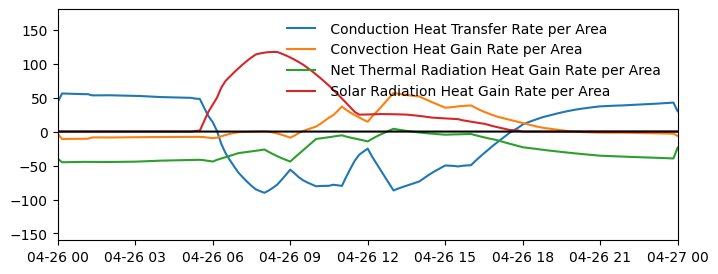 150
100
50
0
−50
−100
−150
Conduction Heat Transfer Rate per Area
Convection Heat Gain Rate per Area
Net Thermal Radiation Heat Gain Rate per Area
Solar Radiation Heat Gain Rate per Area
04-26 00 04-26 03 04-26 06 04-26 09 04-26 12 04-26 15 04-26 18 04-26 21 04-27 00